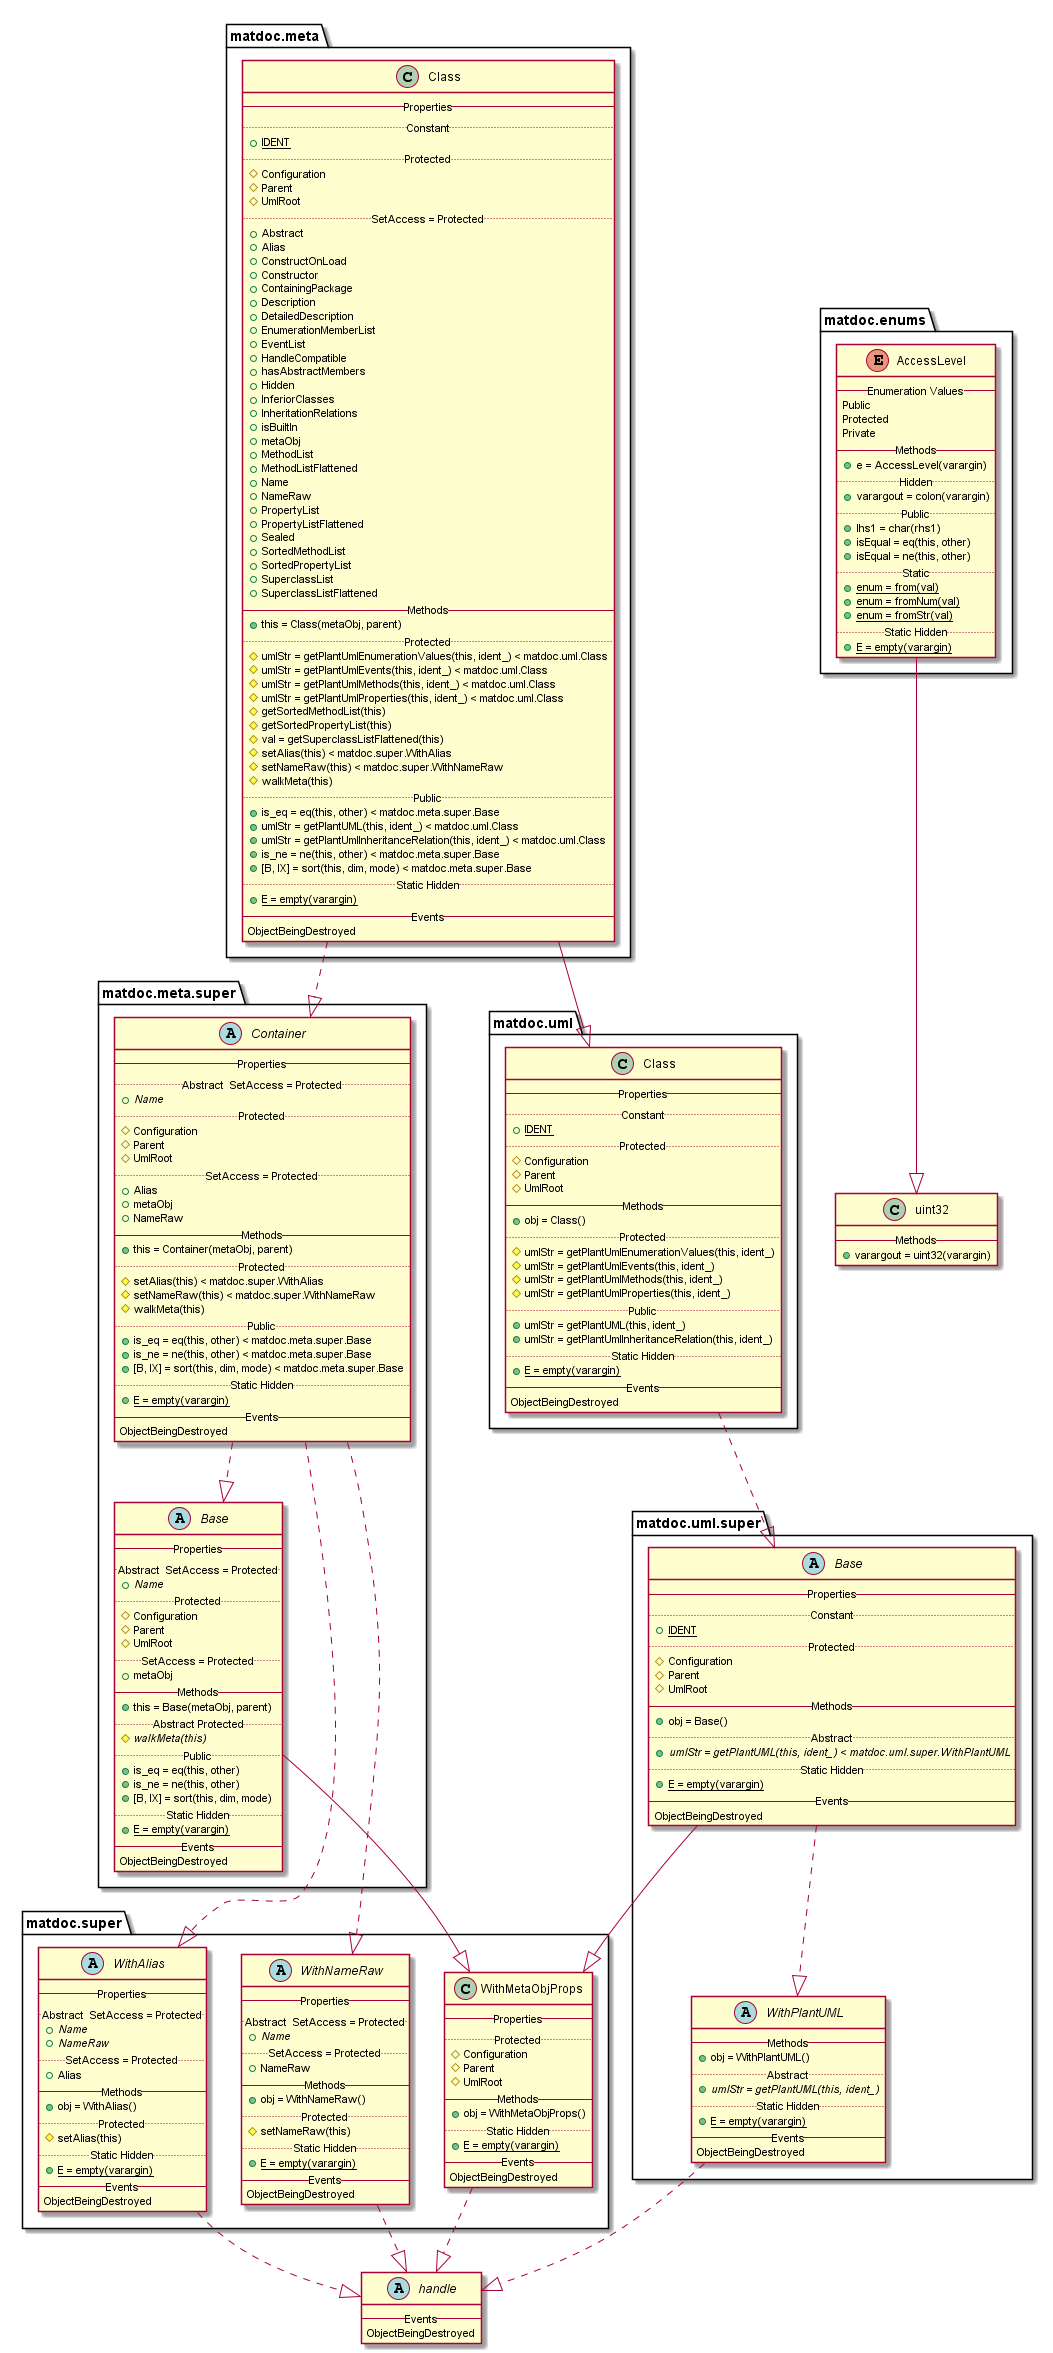 matdoc.meta
Class
Properties
Constant
IDENT
Protected
Configuration
Parent
UmlRoot
SetAccess = Protected
Abstract
Alias
ConstructOnLoad
Constructor
ContainingPackage
Description
DetailedDescription
EnumerationMemberList
EventList
HandleCompatible
hasAbstractMembers
Hidden
InferiorClasses
InheritationRelations
isBuiltIn
metaObj
MethodList
MethodListFlattened
Name
NameRaw
PropertyList
PropertyListFlattened
Sealed
SortedMethodList
SortedPropertyList
SuperclassList
SuperclassListFlattened
Methods
this = Class(metaObj, parent)
Protected
umlStr = getPlantUmlEnumerationValues(this, ident_) < matdoc.uml.Class
umlStr = getPlantUmlEvents(this, ident_) < matdoc.uml.Class
umlStr = getPlantUmlMethods(this, ident_) < matdoc.uml.Class
umlStr = getPlantUmlProperties(this, ident_) < matdoc.uml.Class
getSortedMethodList(this)
getSortedPropertyList(this)
val = getSuperclassListFlattened(this)
setAlias(this) < matdoc.super.WithAlias
setNameRaw(this) < matdoc.super.WithNameRaw
walkMeta(this)
Public
is_eq = eq(this, other) < matdoc.meta.super.Base
umlStr = getPlantUML(this, ident_) < matdoc.uml.Class
umlStr = getPlantUmlInheritanceRelation(this, ident_) < matdoc.uml.Class
is_ne = ne(this, other) < matdoc.meta.super.Base
[B, IX] = sort(this, dim, mode) < matdoc.meta.super.Base
Static Hidden
E = empty(varargin)
Events
ObjectBeingDestroyed
matdoc.enums
AccessLevel
Enumeration Values
Public
Protected
Private
Methods
e = AccessLevel(varargin)
Hidden
varargout = colon(varargin)
Public
lhs1 = char(rhs1)
isEqual = eq(this, other)
isEqual = ne(this, other)
Static
enum = from(val)
enum = fromNum(val)
enum = fromStr(val)
Static Hidden
E = empty(varargin)
matdoc.meta.super
Container
Properties
Abstract SetAccess = Protected
Name
Protected
Configuration
Parent
UmlRoot
SetAccess = Protected
Alias
metaObj
NameRaw
Methods
this = Container(metaObj, parent)
Protected
setAlias(this) < matdoc.super.WithAlias
setNameRaw(this) < matdoc.super.WithNameRaw
walkMeta(this)
Public
is_eq = eq(this, other) < matdoc.meta.super.Base
is_ne = ne(this, other) < matdoc.meta.super.Base
[B, IX] = sort(this, dim, mode) < matdoc.meta.super.Base
Static Hidden
E = empty(varargin)
Events
ObjectBeingDestroyed
matdoc.uml
Class
Properties
Constant
IDENT
Protected
Configuration
Parent
UmlRoot
Methods
obj = Class()
Protected
umlStr = getPlantUmlEnumerationValues(this, ident_)
umlStr = getPlantUmlEvents(this, ident_)
umlStr = getPlantUmlMethods(this, ident_)
umlStr = getPlantUmlProperties(this, ident_)
Public
umlStr = getPlantUML(this, ident_)
umlStr = getPlantUmlInheritanceRelation(this, ident_)
Static Hidden
E = empty(varargin)
Events
ObjectBeingDestroyed
uint32
Methods
varargout = uint32(varargin)
Base
Properties
Abstract SetAccess = Protected
Name
Protected
Configuration
Parent
UmlRoot
SetAccess = Protected
metaObj
Methods
this = Base(metaObj, parent)
Abstract Protected
walkMeta(this)
Public
is_eq = eq(this, other)
is_ne = ne(this, other)
[B, IX] = sort(this, dim, mode)
Static Hidden
E = empty(varargin)
Events
ObjectBeingDestroyed
matdoc.uml.super
Base
Properties
Constant
IDENT
Protected
Configuration
Parent
UmlRoot
Methods
obj = Base()
Abstract
umlStr = getPlantUML(this, ident_) < matdoc.uml.super.WithPlantUML
Static Hidden
E = empty(varargin)
Events
ObjectBeingDestroyed
matdoc.super
WithAlias
Properties
Abstract SetAccess = Protected
Name
NameRaw
SetAccess = Protected
Alias
Methods
obj = WithAlias()
Protected
setAlias(this)
Static Hidden
E = empty(varargin)
Events
ObjectBeingDestroyed
WithNameRaw
Properties
Abstract SetAccess = Protected
Name
SetAccess = Protected
NameRaw
Methods
obj = WithNameRaw()
Protected
setNameRaw(this)
Static Hidden
E = empty(varargin)
Events
ObjectBeingDestroyed
WithMetaObjProps
Properties
Protected
Configuration
Parent
UmlRoot
Methods
obj = WithMetaObjProps()
Static Hidden
E = empty(varargin)
Events
ObjectBeingDestroyed
WithPlantUML
Methods
obj = WithPlantUML()
Abstract
umlStr = getPlantUML(this, ident_)
Static Hidden
E = empty(varargin)
Events
ObjectBeingDestroyed
handle
Events
ObjectBeingDestroyed